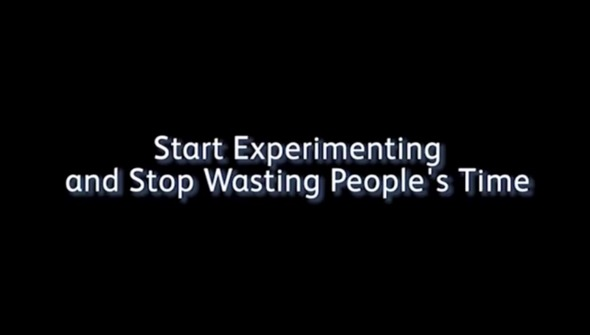 Start Experimenting
and Stop Wasting People's Time